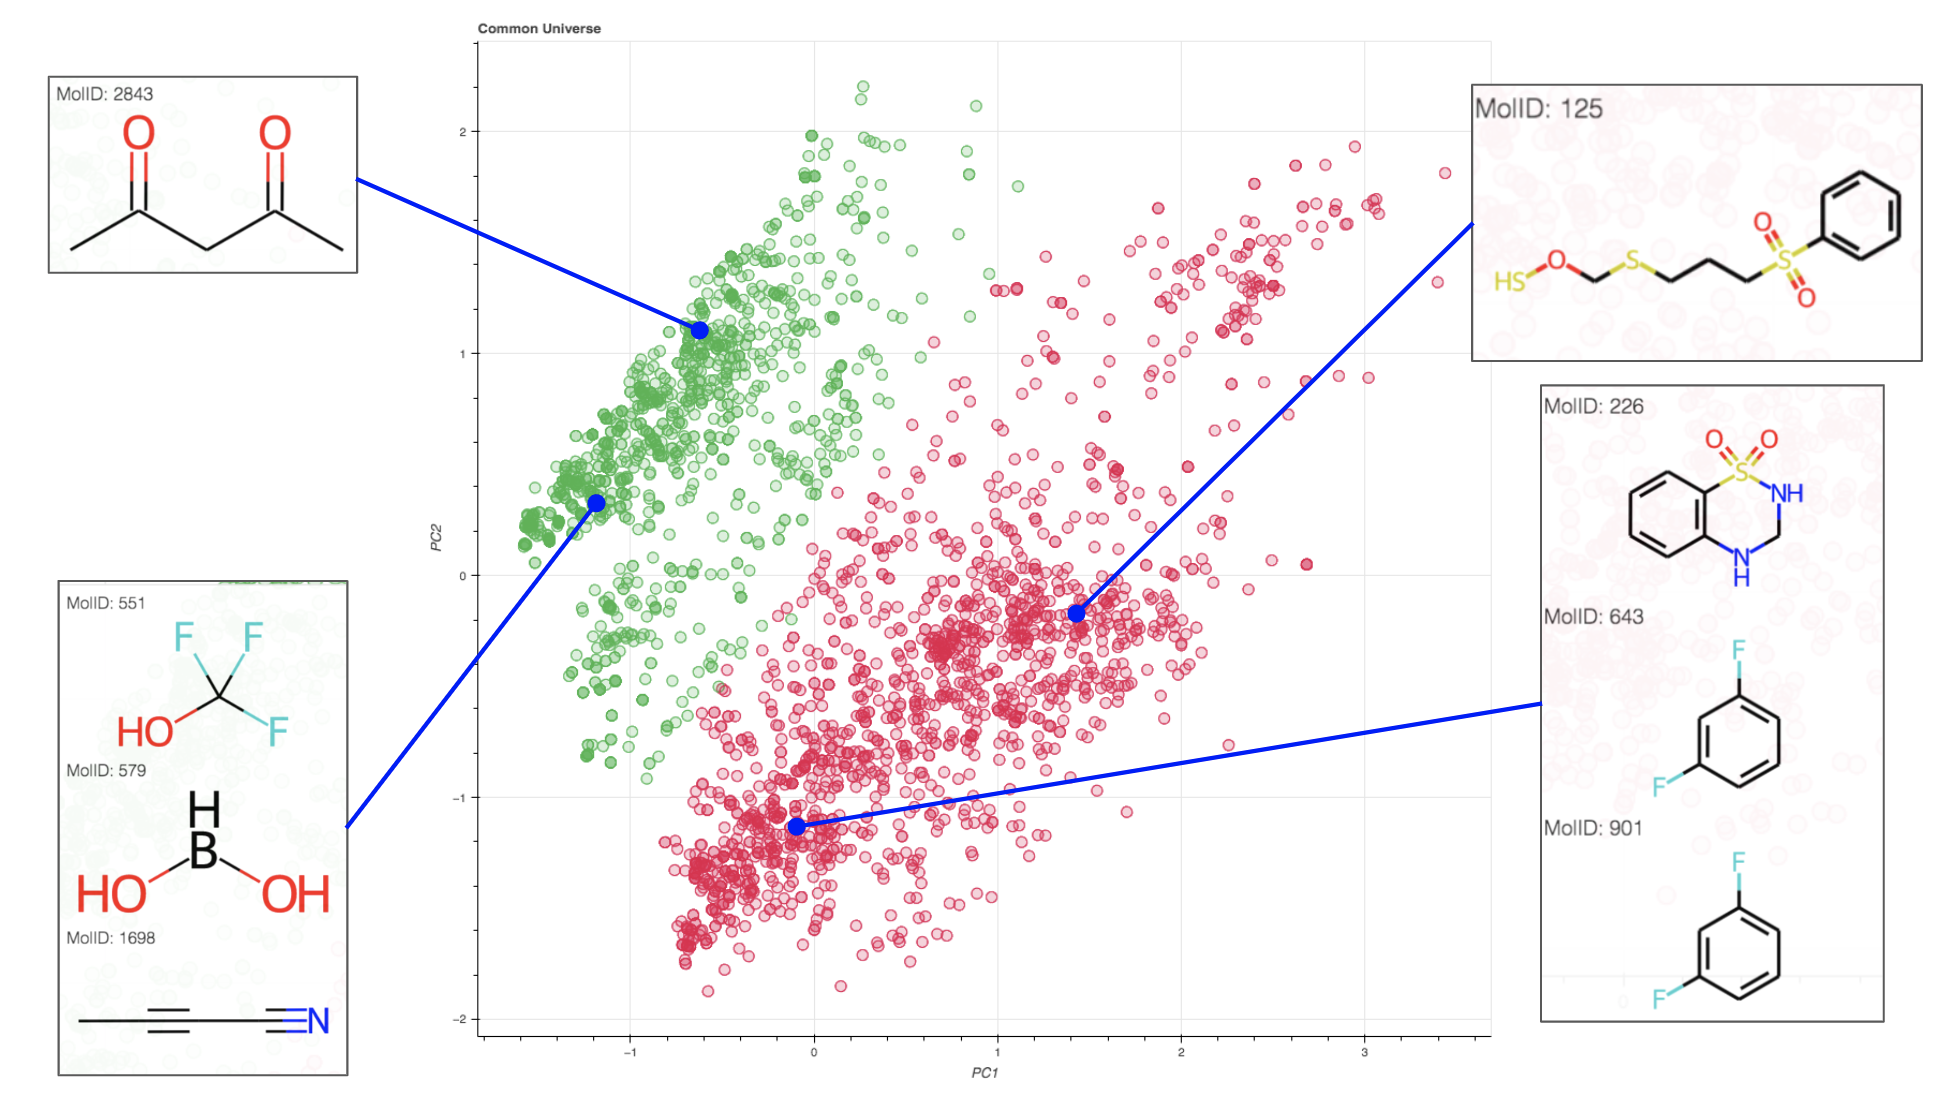 Common Universe
MolID: 2843
O O
MolID: 551
F F
HO F
MolID: 579
H
B
HO OH
MolID: 1698
N
2
1
0
−1
−2
PC2
−1 0 1 2 3
PC1
MolID: 125
HS O S O S O
MolID: 226
O O
S
NH
N
H
MolID: 643
F
F
MolID: 901
F
F